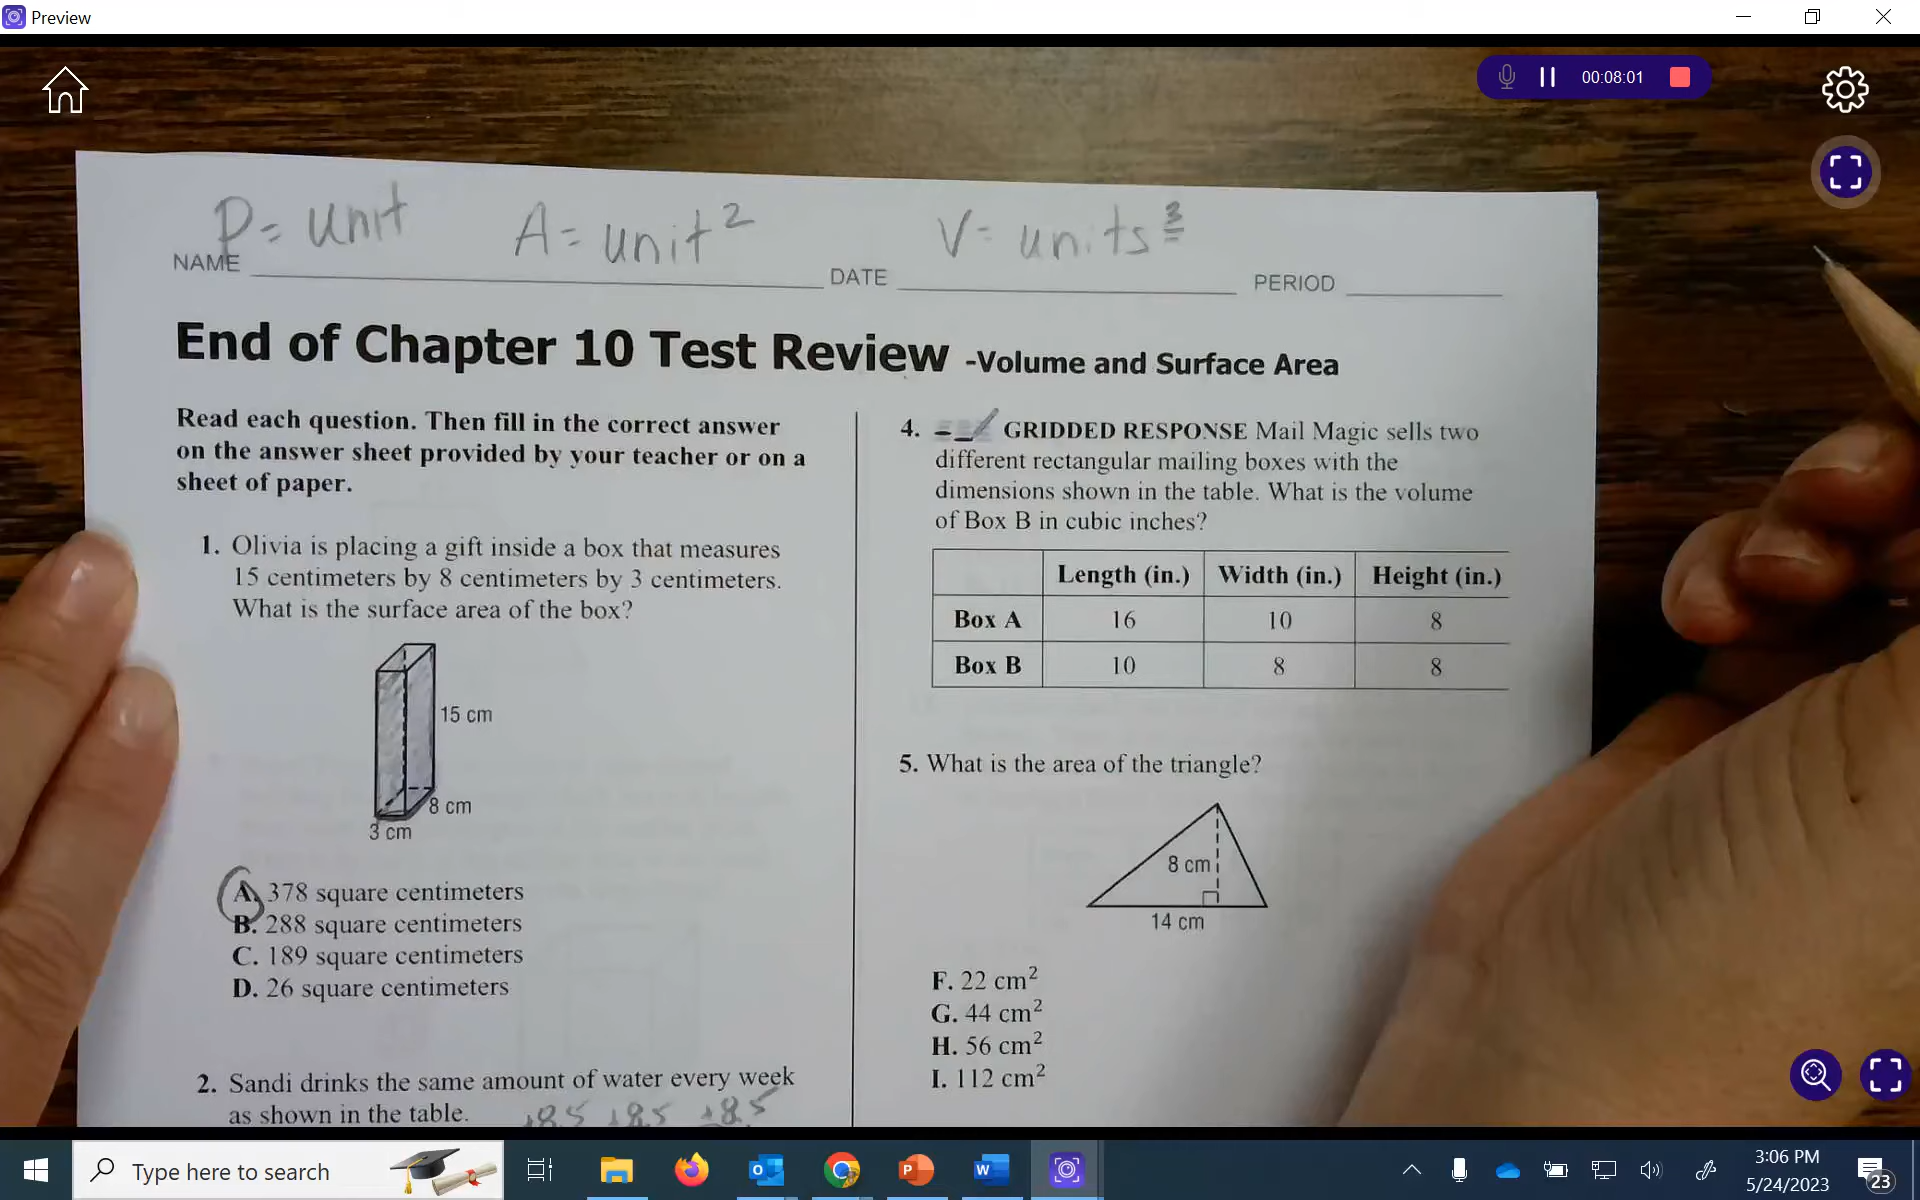 Preview
00:08:01
P= unit A= unit² V= units³
NAME DATE PERIOD
End of Chapter 10 Test Review -Volume and Surface Area
Read each question. Then fill in the correct answer
on the answer sheet provided by your teacher or on a
sheet of paper.
1. Olivia is placing a gift inside a box that measures
15 centimeters by 8 centimeters by 3 centimeters.
What is the surface area of the box?
15 cm
8 cm
3 cm
A. 378 square centimeters
B. 288 square centimeters
C. 189 square centimeters
D. 26 square centimeters
2. Sandi drinks the same amount of water every week
as shown in the table.
+8.5 +8.5 +8.5
4. GRIDDED RESPONSE Mail Magic sells two
different rectangular mailing boxes with the
dimensions shown in the table. What is the volume
of Box B in cubic inches?
Length (in.) Width (in.) Height (in.)
Box A 16 10 8
Box B 10 8 8
5. What is the area of the triangle?
8 cm
14 cm
F. 22 cm²
G. 44 cm²
H. 56 cm²
I. 112 cm²
Type here to search
3:06 PM
5/24/2023
23